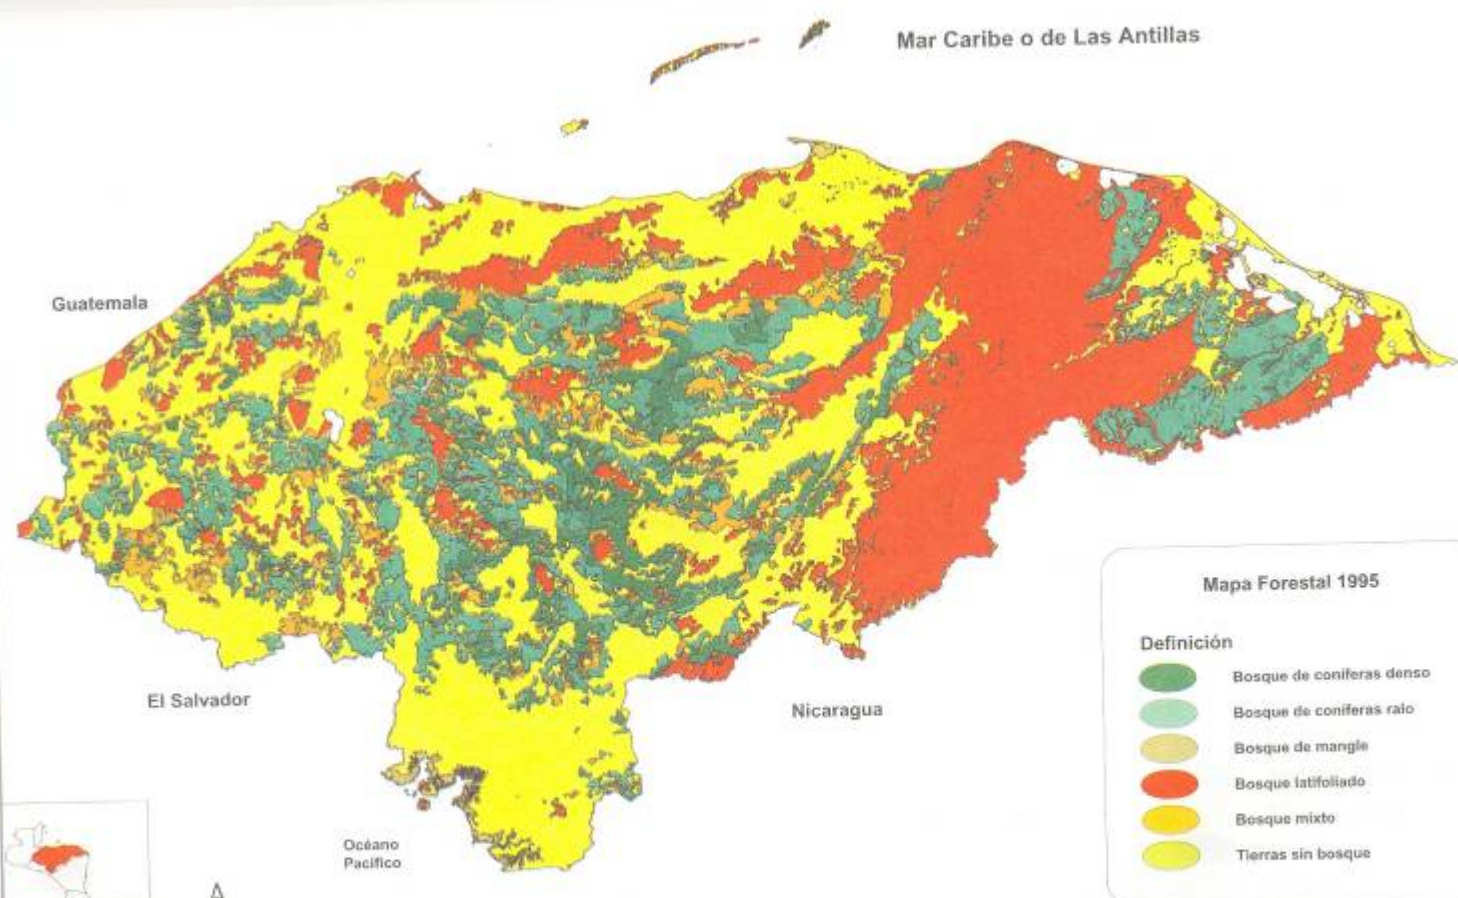 Mar Caribe o de Las Antillas
Guatemala
El Salvador
Nicaragua
Océano
Pacífico
Mapa Forestal 1995
Definición
Bosque de coníferas denso
Bosque de coníferas ralo
Bosque de mangle
Bosque latifoliado
Bosque mixto
Tierras sin bosque